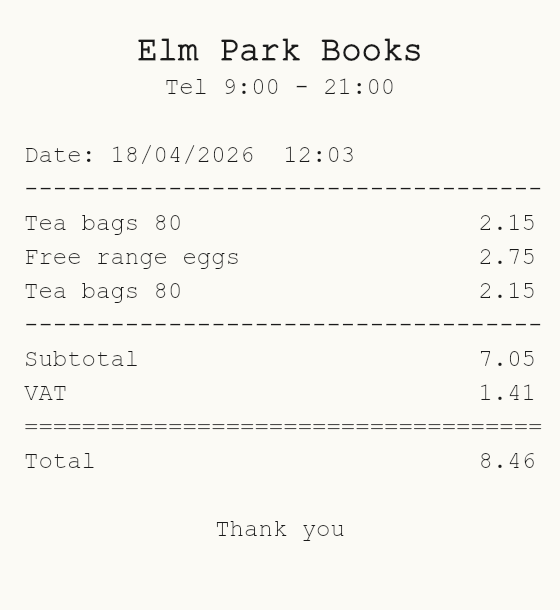 Elm Park Books
Tel 9:00 - 21:00
Date: 18/04/2026  12:03
------------------------------------
Tea bags 80 2.15
Free range eggs 2.75
Tea bags 80 2.15
------------------------------------
Subtotal 7.05
VAT 1.41
====================================
Total 8.46
Thank you